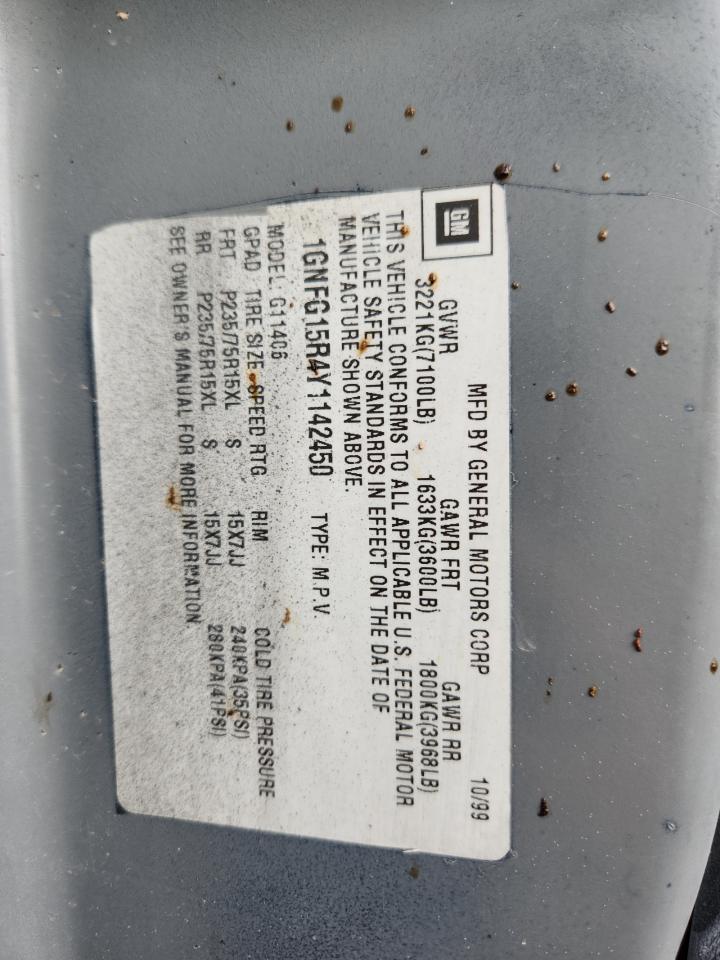 GM
MFD BY GENERAL MOTORS CORP 10/99
GVWR GAWR FRT GAWR RR
3221KG(7100LB) 1633KG(3600LB) 1800KG(3968LB)
THIS VEHICLE CONFORMS TO ALL APPLICABLE U.S. FEDERAL MOTOR
VEHICLE SAFETY STANDARDS IN EFFECT ON THE DATE OF
MANUFACTURE SHOWN ABOVE.
1GNFG15R4Y1142450 TYPE: M.P.V.
MODEL: G11406
GPAD TIRE SIZE SPEED RTG RIM COLD TIRE PRESSURE
FRT P235/75R15XL S 15X7JJ 240KPA(35PSI)
RR P235/75R15XL S 15X7JJ 280KPA(41PSI)
SEE OWNER'S MANUAL FOR MORE INFORMATION